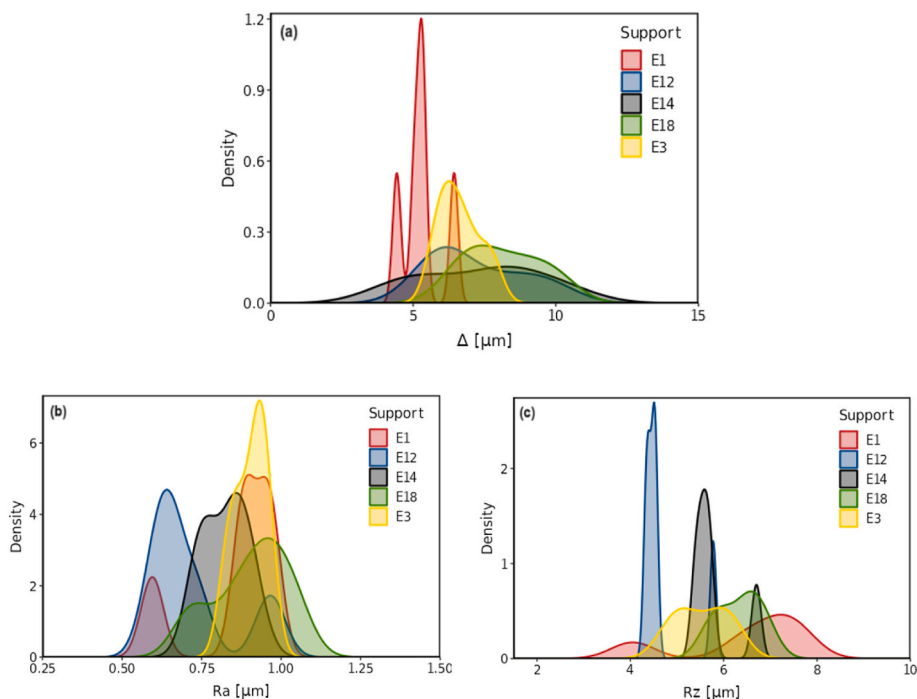 (a)
Support
E1
E12
E14
E18
E3
Density
1.2
0.9
0.6
0.3
0.0
0 5 10 15
Δ [μm]
(b)
Support
E1
E12
E14
E18
E3
Density
6
4
2
0
0.25 0.50 0.75 1.00 1.25 1.50
Ra [μm]
(c)
Support
E1
E12
E14
E18
E3
Density
2
1
0
2 4 6 8 10
Rz [μm]